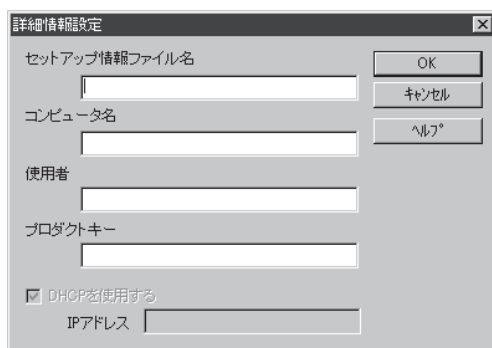 詳細情報設定
セットアップ情報ファイル名
OK
キャンセル
コンピュータ名
ヘルプ
使用者
プロダクトキー
DHCPを使用する
IPアドレス